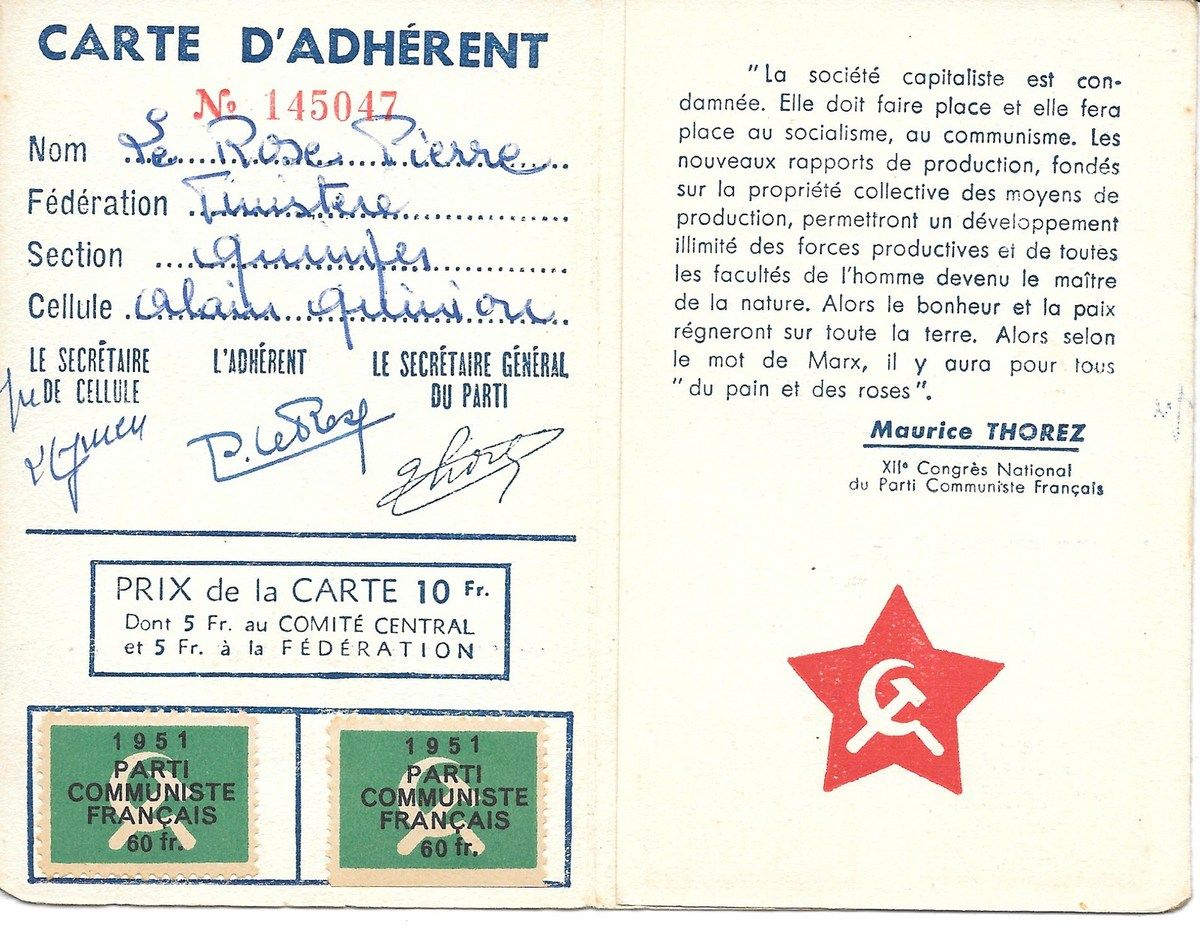 CARTE D'ADHÉRENT
№ 145047
Nom Le Rose Pierre
Fédération Finistère
Section Quimper
Cellule Alain Quiniou
LE SECRÉTAIRE
DE CELLULE
L'ADHÉRENT
P. Le Rose
LE SECRÉTAIRE GÉNÉRAL
DU PARTI
PRIX de la CARTE 10 Fr.
Dont 5 Fr. au COMITÉ CENTRAL
et 5 Fr. à la FÉDÉRATION
1951
PARTI
COMMUNISTE
FRANÇAIS
60 fr.
1951
PARTI
COMMUNISTE
FRANÇAIS
60 fr.
"La société capitaliste est con-
damnée. Elle doit faire place et elle fera
place au socialisme, au communisme. Les
nouveaux rapports de production, fondés
sur la propriété collective des moyens de
production, permettront un développement
illimité des forces productives et de toutes
les facultés de l'homme devenu le maître
de la nature. Alors le bonheur et la paix
régneront sur toute la terre. Alors selon
le mot de Marx, il y aura pour tous
"du pain et des roses".
Maurice THOREZ
XIIe Congrès National
du Parti Communiste Français